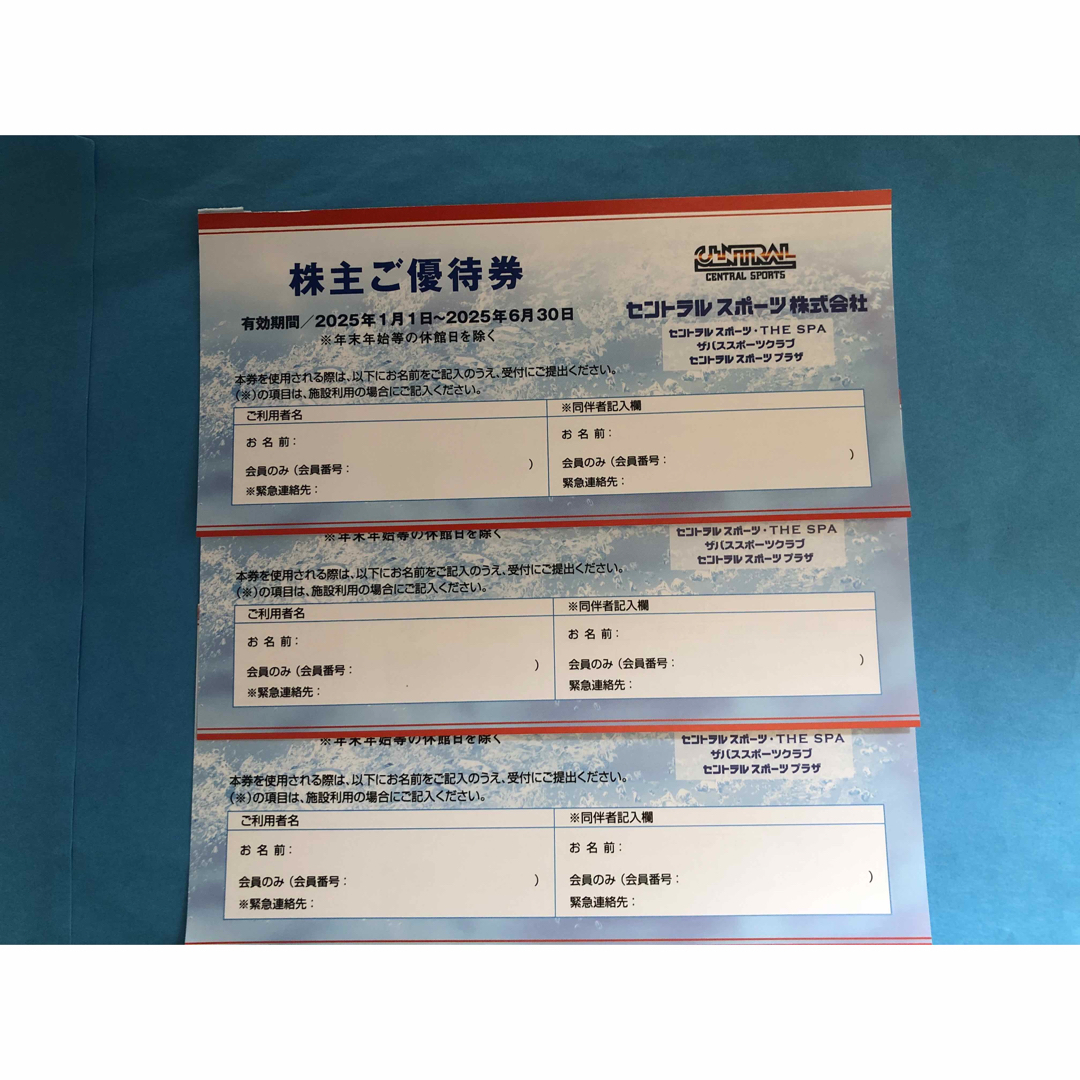 株主ご優待券
有効期間／2025年1月1日～2025年6月30日
※年末年始等の休館日を除く
CENTRAL
CENTRAL SPORTS
セントラルスポーツ株式会社
セントラルスポーツ・THE SPA
ザバススポーツクラブ
セントラルスポーツプラザ
本券を使用される際は、以下にお名前をご記入のうえ、受付にご提出ください。
（※）の項目は、施設利用の場合にご記入ください。
ご利用者名
お名前：
会員のみ（会員番号： ）
※緊急連絡先：
※同伴者記入欄
お名前：
会員のみ（会員番号： ）
緊急連絡先：
※年末年始等の休館日を除く
セントラルスポーツ・THE SPA
ザバススポーツクラブ
セントラルスポーツプラザ
本券を使用される際は、以下にお名前をご記入のうえ、受付にご提出ください。
（※）の項目は、施設利用の場合にご記入ください。
ご利用者名
お名前：
会員のみ（会員番号： ）
※緊急連絡先：
※同伴者記入欄
お名前：
会員のみ（会員番号： ）
緊急連絡先：
※年末年始等の休館日を除く
セントラルスポーツ・THE SPA
ザバススポーツクラブ
セントラルスポーツプラザ
本券を使用される際は、以下にお名前をご記入のうえ、受付にご提出ください。
（※）の項目は、施設利用の場合にご記入ください。
ご利用者名
お名前：
会員のみ（会員番号： ）
※緊急連絡先：
※同伴者記入欄
お名前：
会員のみ（会員番号： ）
緊急連絡先：